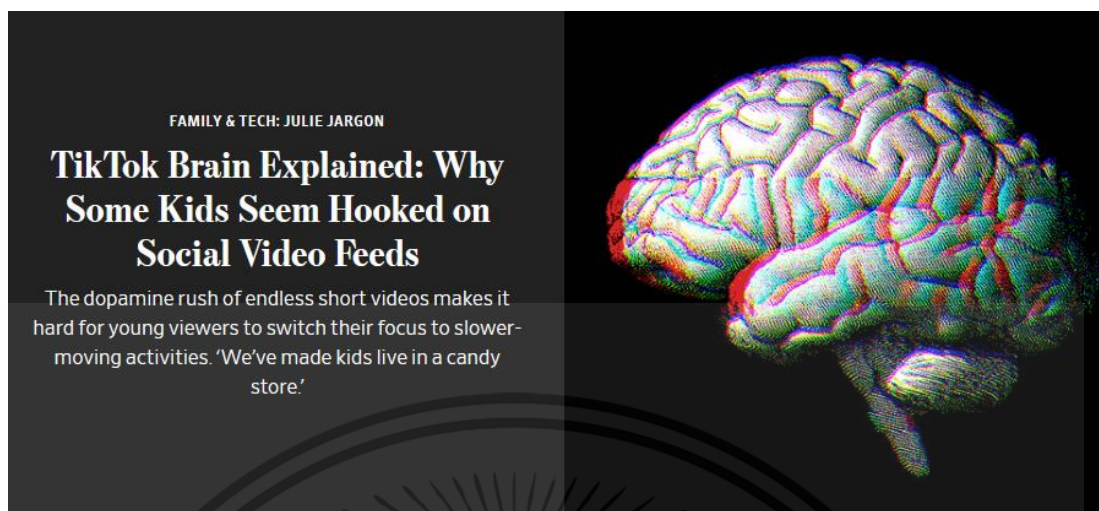 FAMILY & TECH: JULIE JARGON
TikTok Brain Explained: Why
Some Kids Seem Hooked on
Social Video Feeds
The dopamine rush of endless short videos makes it
hard for young viewers to switch their focus to slower-
moving activities. ‘We’ve made kids live in a candy
store.’